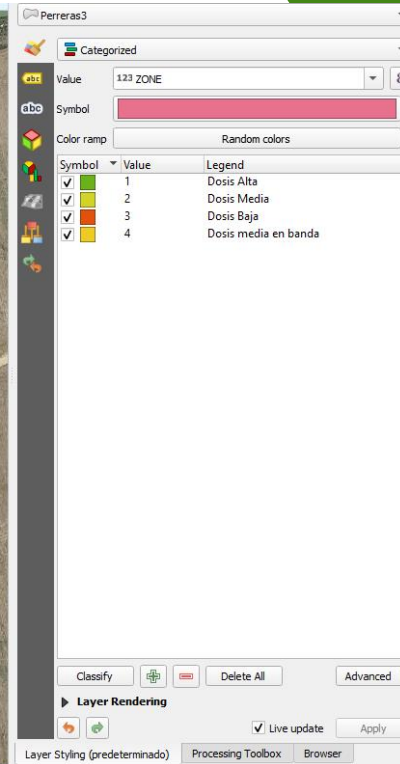 Perreras3
Categorized
abc Value 123 ZONE
abc Symbol
Color ramp Random colors
Symbol Value Legend
1 Dosis Alta
2 Dosis Media
3 Dosis Baja
4 Dosis media en banda
Classify Delete All Advanced
Layer Rendering
Live update Apply
Layer Styling (predeterminado) Processing Toolbox Browser